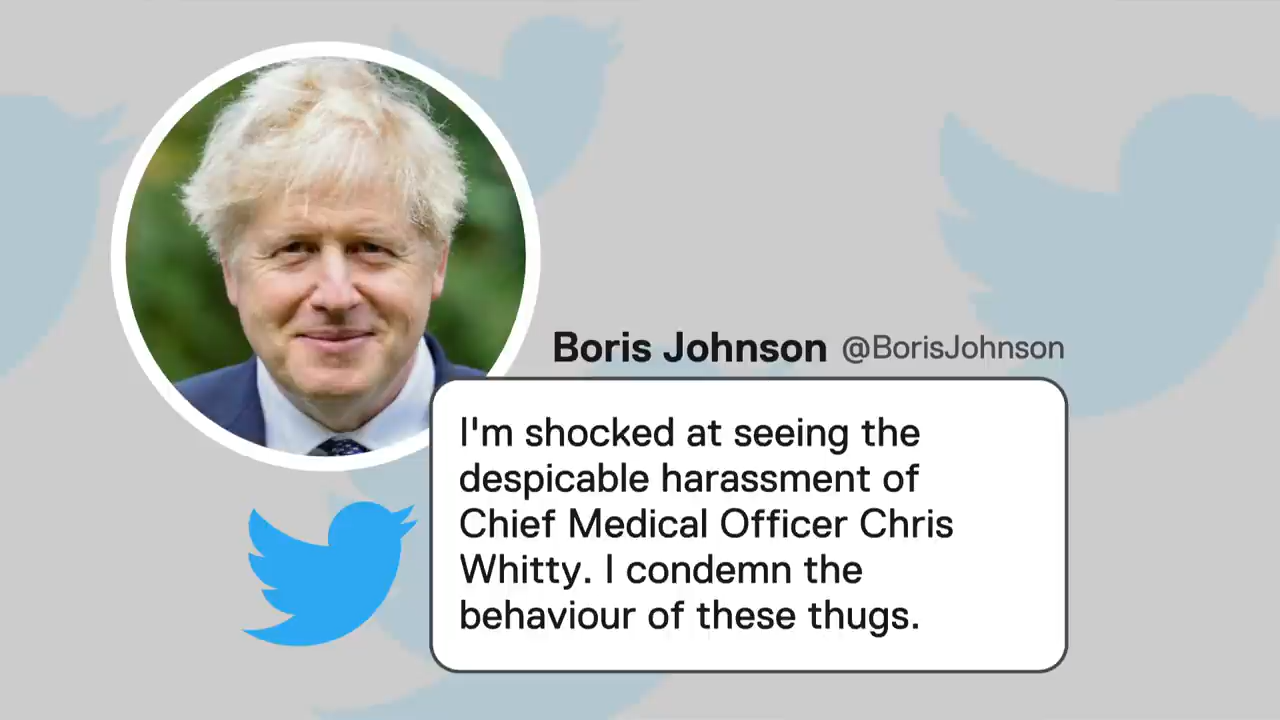 Boris Johnson @BorisJohnson
I'm shocked at seeing the
despicable harassment of
Chief Medical Officer Chris
Whitty. I condemn the
behaviour of these thugs.